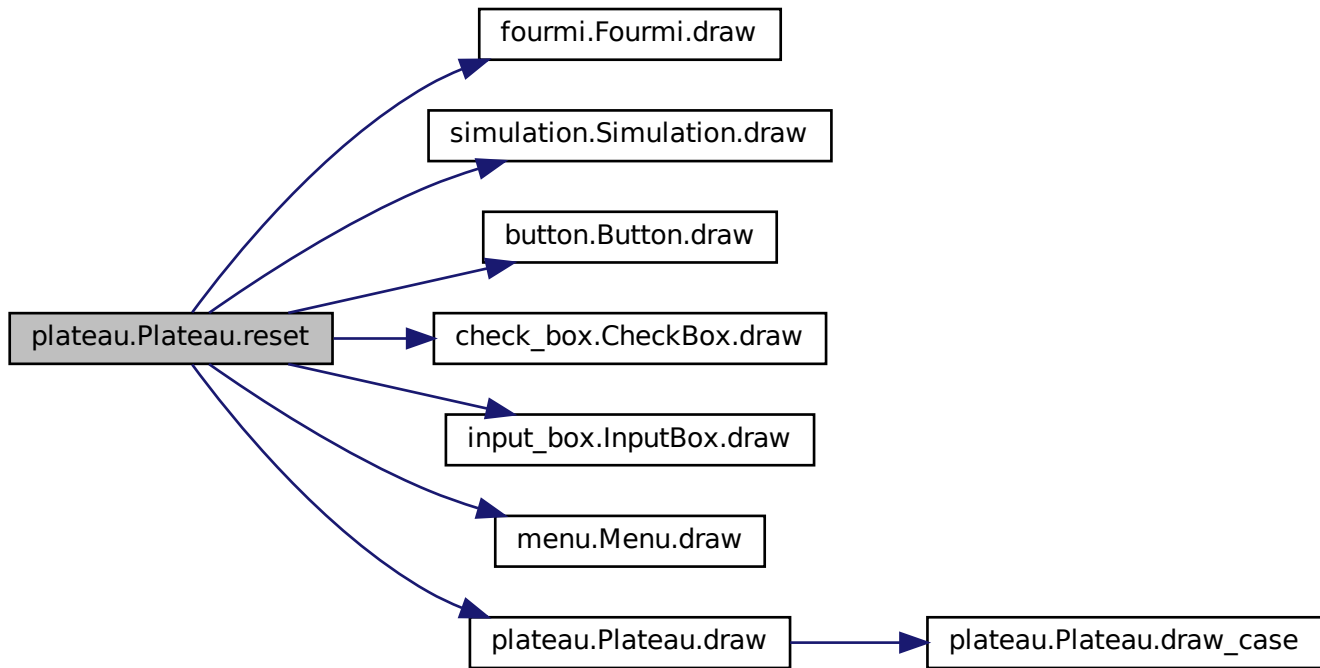 fourmi.Fourmi.draw
simulation.Simulation.draw
button.Button.draw
plateau.Plateau.reset
check_box.CheckBox.draw
input_box.InputBox.draw
menu.Menu.draw
plateau.Plateau.draw
plateau.Plateau.draw_case